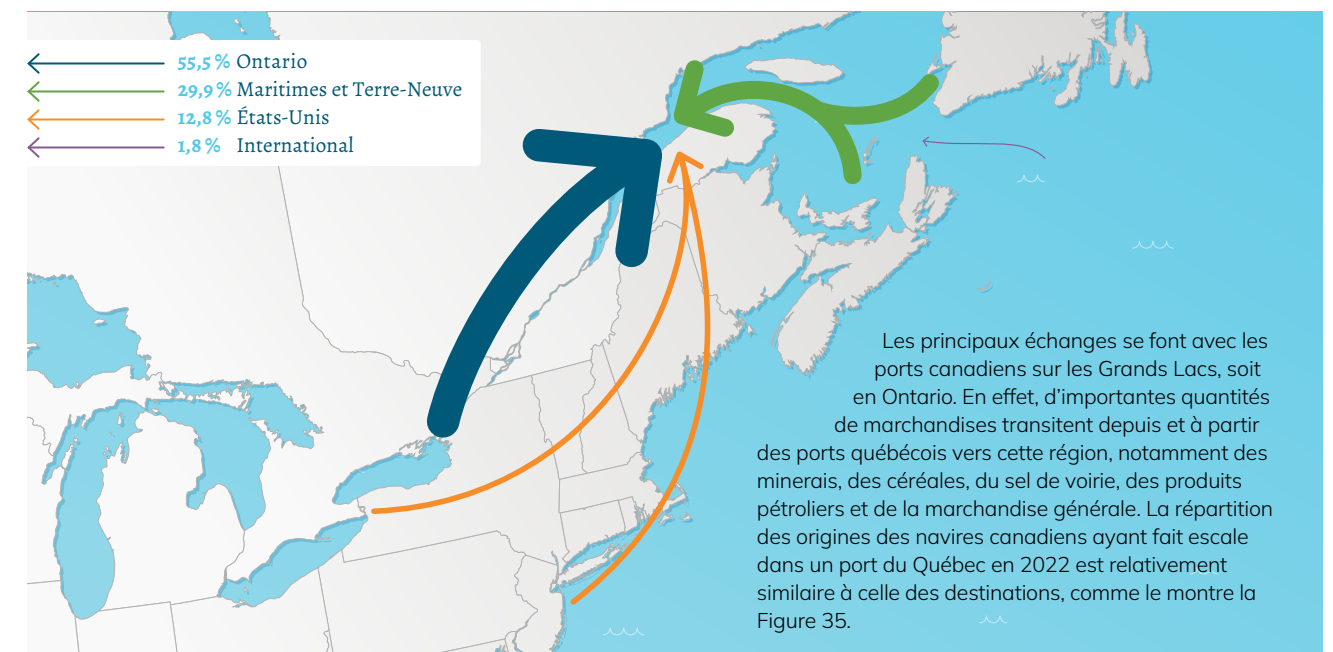 55,5 % Ontario
29,9 % Maritimes et Terre-Neuve
12,8 % États-Unis
1,8 % International
Les principaux échanges se font avec les
ports canadiens sur les Grands Lacs, soit
en Ontario. En effet, d’importantes quantités
de marchandises transitent depuis et à partir
des ports québécois vers cette région, notamment des
minerais, des céréales, du sel de voirie, des produits
pétroliers et de la marchandise générale. La répartition
des origines des navires canadiens ayant fait escale
dans un port du Québec en 2022 est relativement
similaire à celle des destinations, comme le montre la
Figure 35.